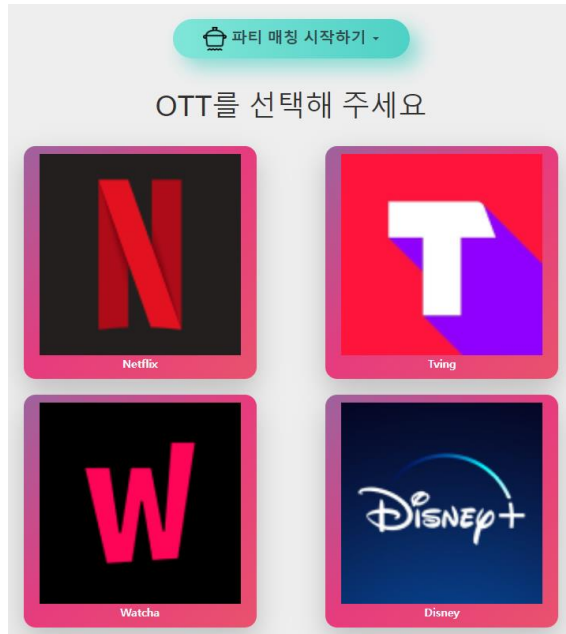 파티 매칭 시작하기
OTT를 선택해 주세요
N
T
Netflix
Tving
W
Disney+
Watcha
Disney